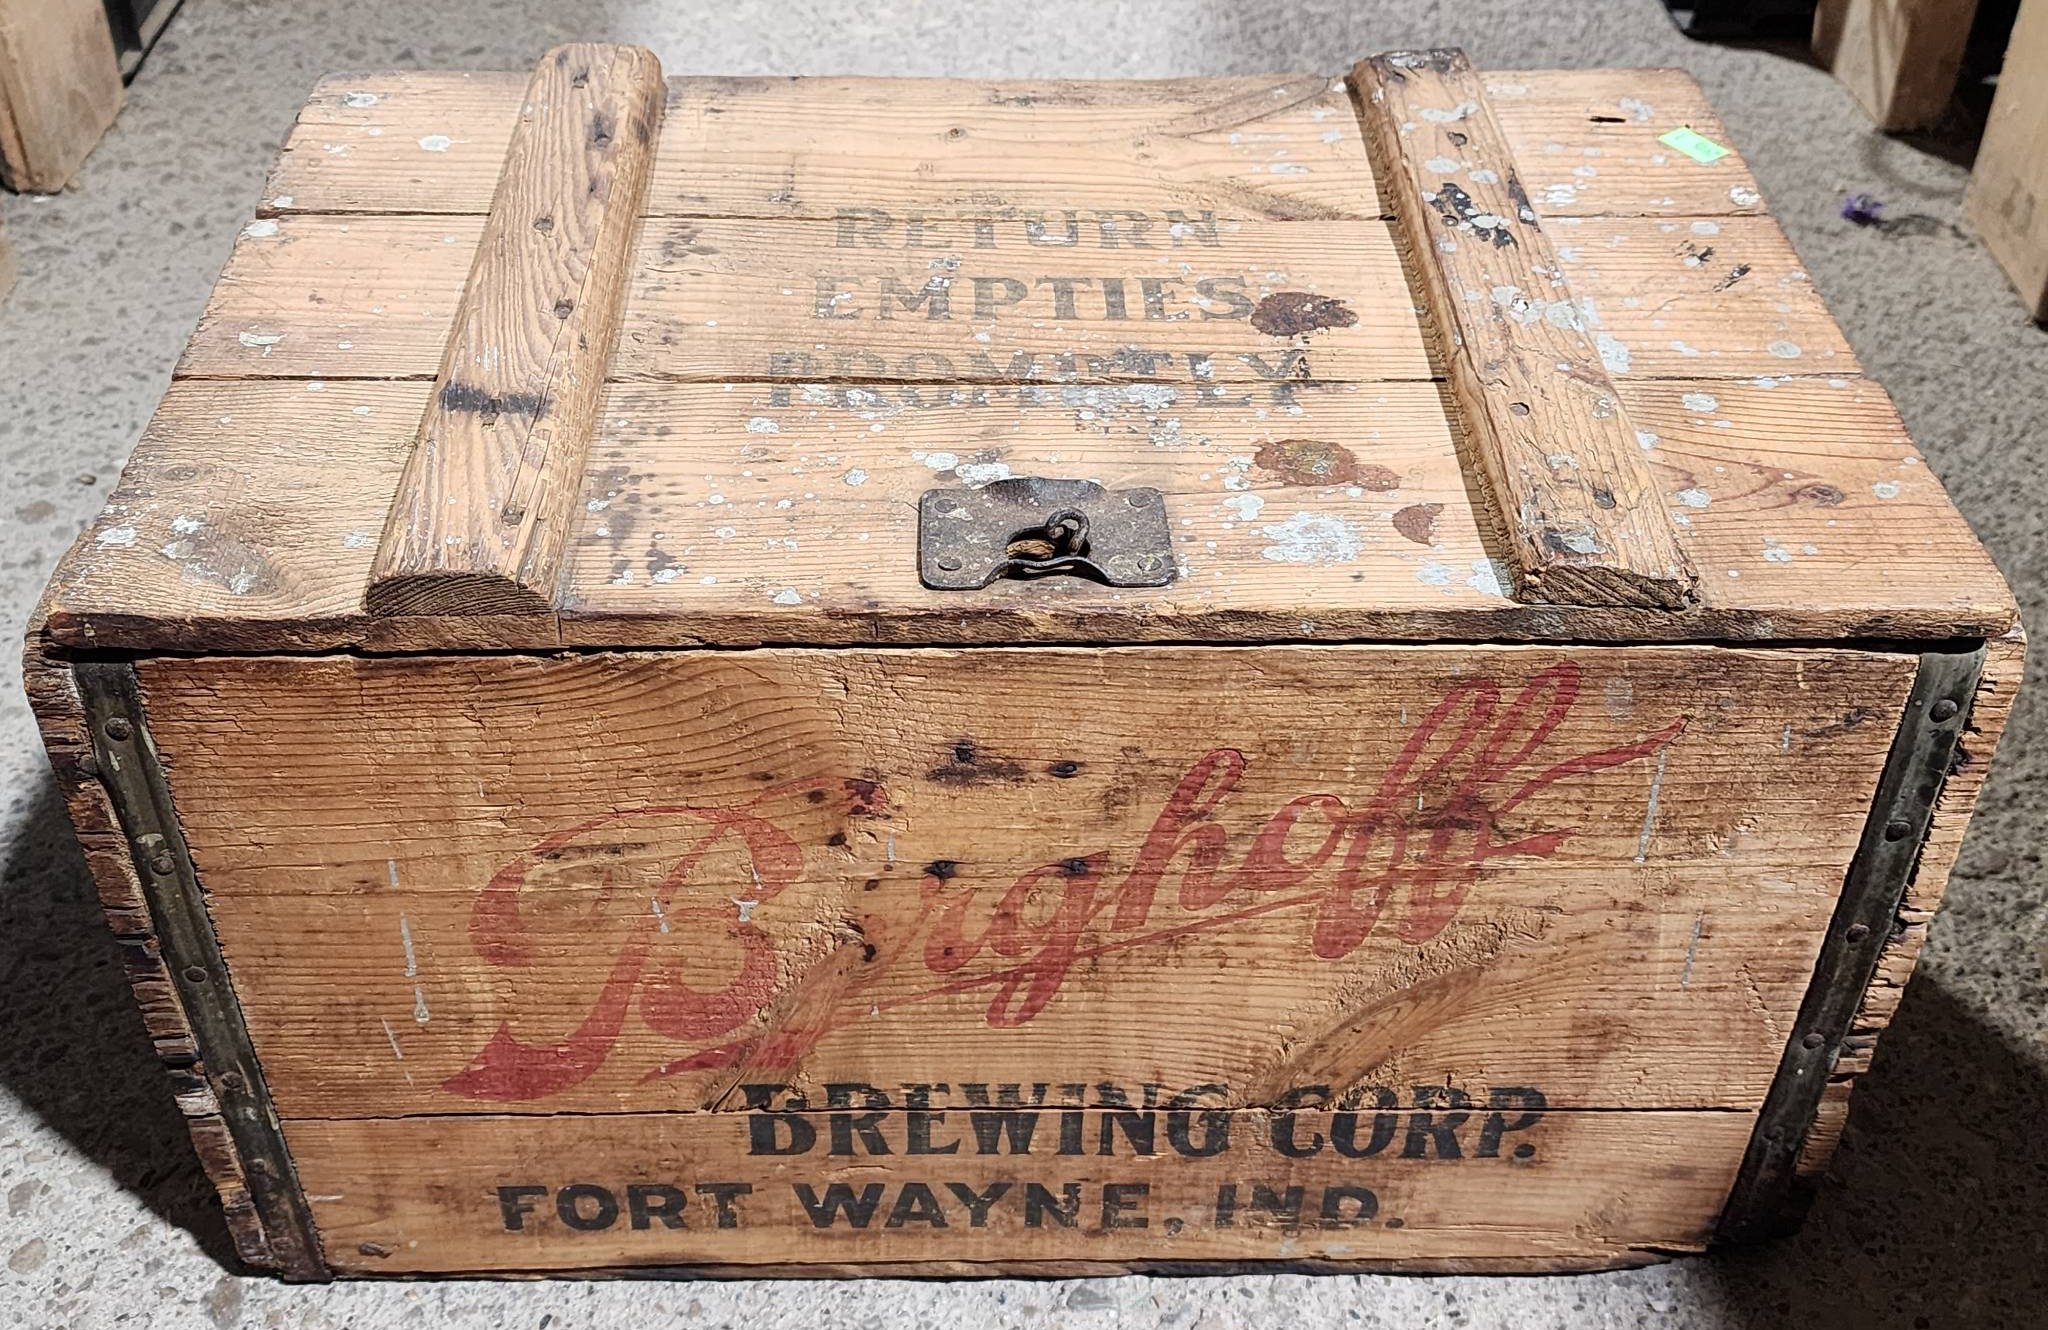 RETURN
EMPTIES
PROMPTLY
Berghoff
BREWING CORP.
FORT WAYNE, IND.